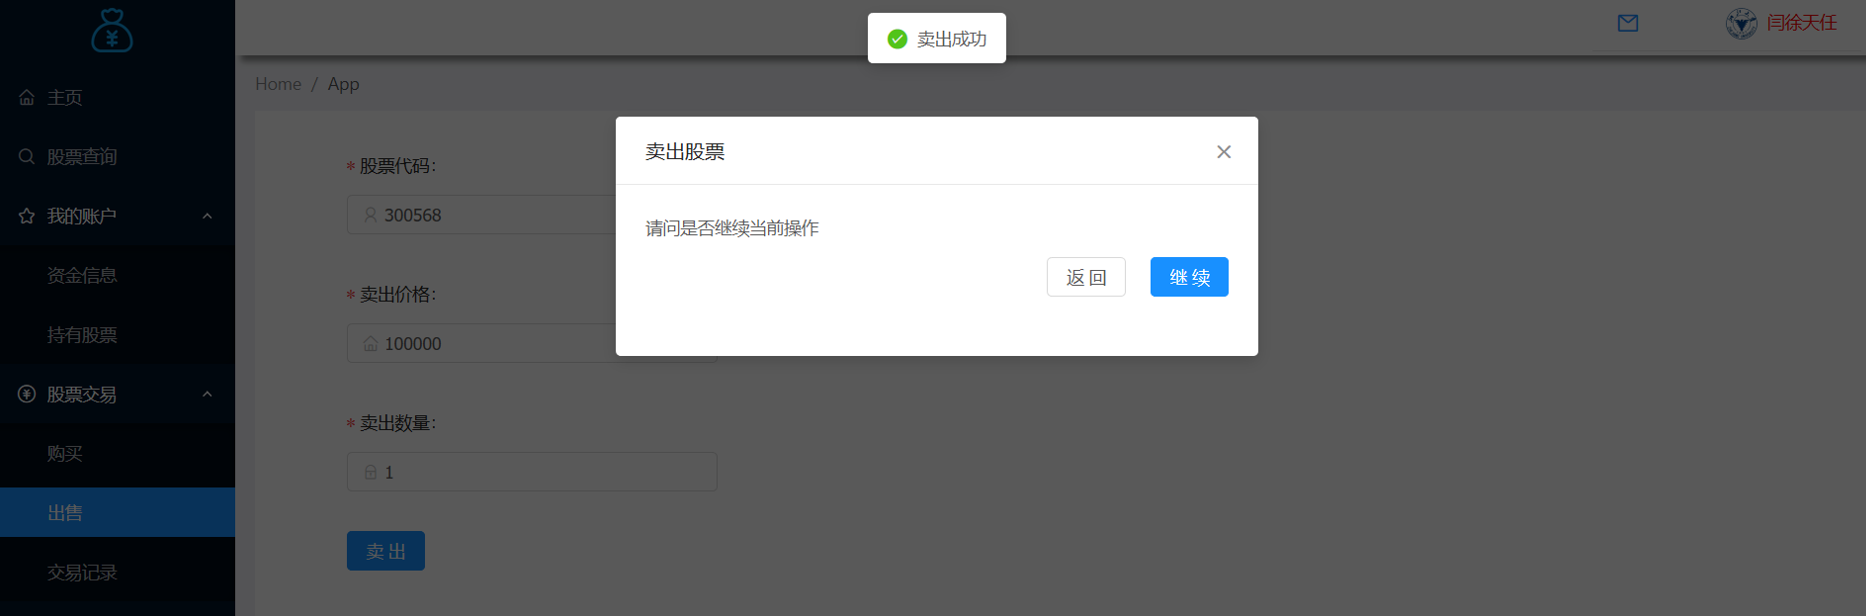 卖出成功
闫徐天任
主页
股票查询
我的账户
资金信息
持有股票
股票交易
购买
出售
交易记录
Home / App
* 股票代码:
300568
* 卖出价格:
100000
* 卖出数量:
1
卖 出
卖出股票
请问是否继续当前操作
返 回
继 续